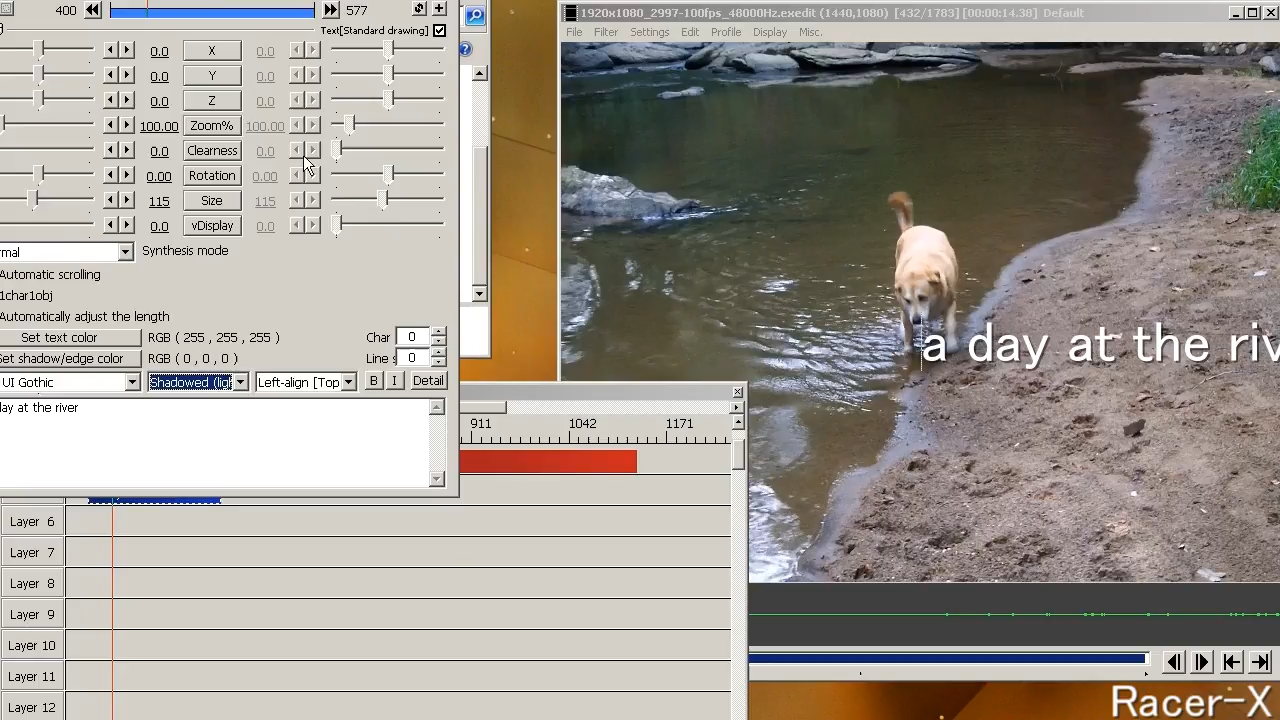 400
577
Text[Standard drawing]
0.0 X 0.0
0.0 Y 0.0
0.0 Z 0.0
100.00 Zoom% 100.00
0.0 Clearness 0.0
0.00 Rotation 0.00
115 Size 115
0.0 vDisplay 0.0
rmal Synthesis mode
Automatic scrolling
1char1obj
Automatically adjust the length
Set text color RGB ( 255 , 255 , 255 ) Char 0
Set shadow/edge color RGB ( 0 , 0 , 0 ) Line 0
UI Gothic Shadowed (lig Left-align [Top B I Detail
day at the river
911 1042 1171
Layer 6
Layer 7
Layer 8
Layer 9
Layer 10
Layer 11
Layer 12
1920x1080_2997-100fps_48000Hz.exedit (1440,1080) [432/1783] [00:00:14.38] Default
File Filter Settings Edit Profile Display Misc.
a day at the riv
Racer-X